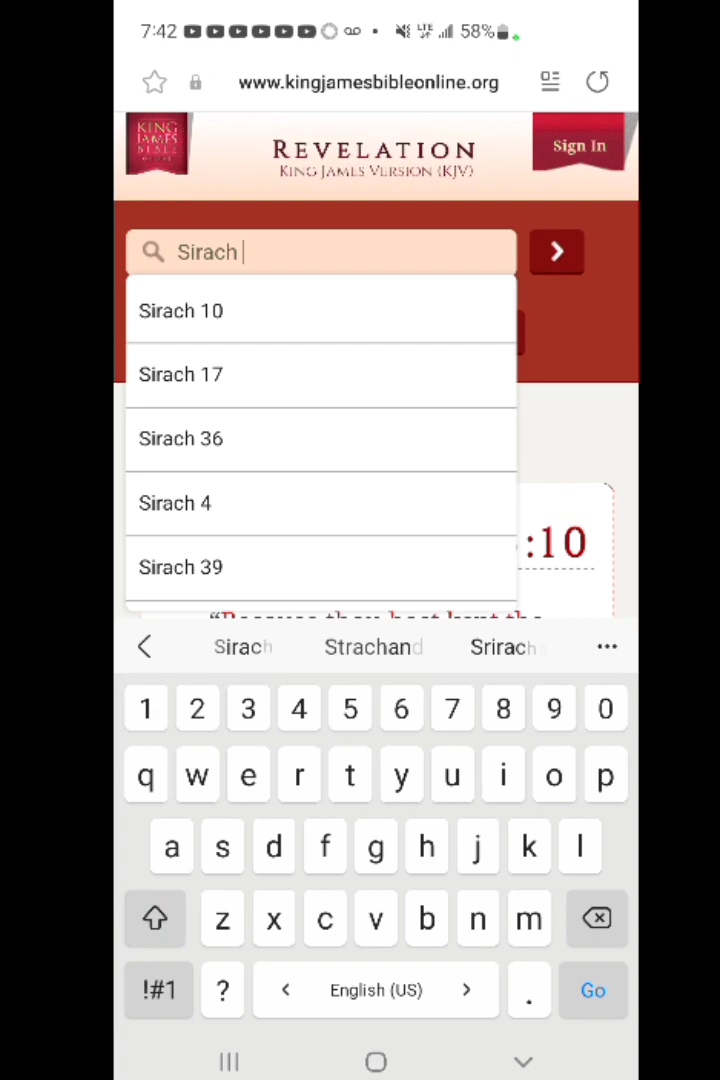 7:42 LTE 58%
www.kingjamesbibleonline.org
KING JAMES BIBLE
REVELATION
KING JAMES VERSION (KJV)
Sign In
Sirach
Sirach 10
Sirach 17
Sirach 36
Sirach 4
Sirach 39
:10
Sirach Strachand Srirach
1 2 3 4 5 6 7 8 9 0
q w e r t y u i o p
a s d f g h j k l
z x c v b n m
!#1 ? < English (US) > . Go